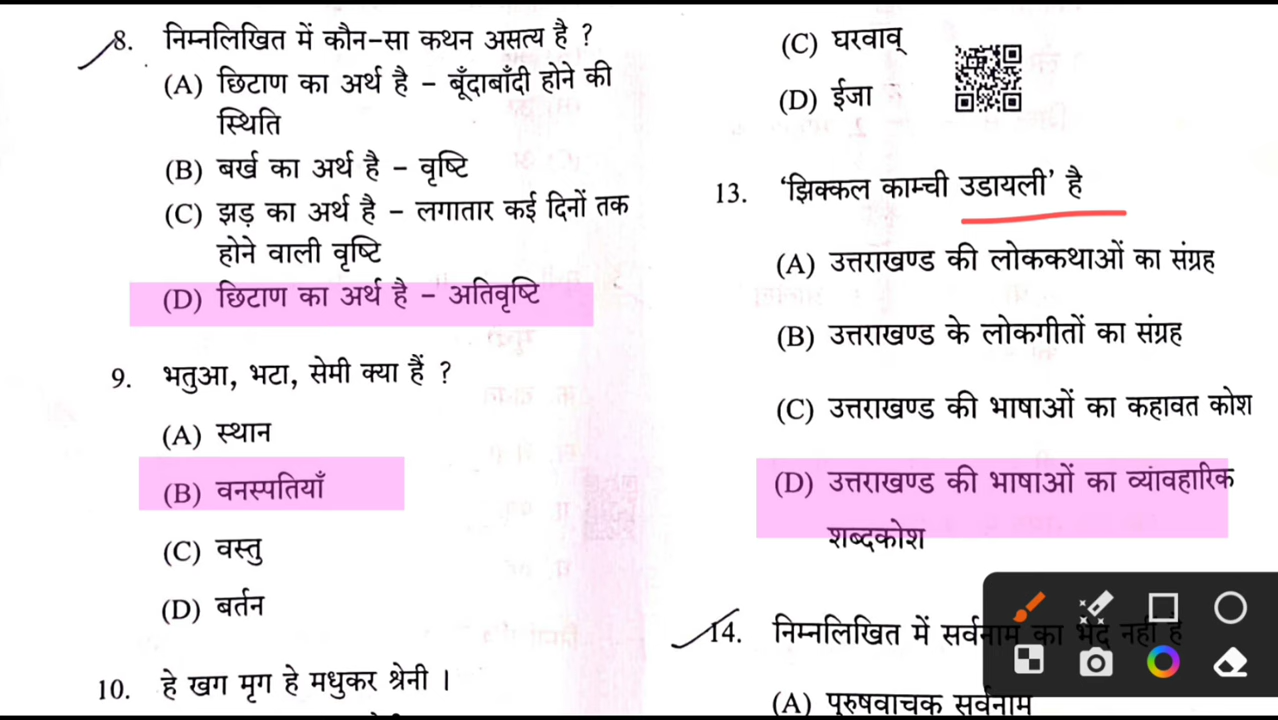 8. निम्नलिखित में कौन-सा कथन असत्य है ?
(A) छिटाण का अर्थ है – बूँदाबाँदी होने की
स्थिति
(B) बर्ख का अर्थ है – वृष्टि
(C) झड़ का अर्थ है – लगातार कई दिनों तक
होने वाली वृष्टि
(D) छिटाण का अर्थ है – अतिवृष्टि
9. भतुआ, भटा, सेमी क्या हैं ?
(A) स्थान
(B) वनस्पतियाँ
(C) वस्तु
(D) बर्तन
10. हे खग मृग हे मधुकर श्रेनी ।
(C) घरवाव्
(D) ईजा
13. ‘झिक्कल काम्ची उडायली’ है
(A) उत्तराखण्ड की लोककथाओं का संग्रह
(B) उत्तराखण्ड के लोकगीतों का संग्रह
(C) उत्तराखण्ड की भाषाओं का कहावत कोश
(D) उत्तराखण्ड की भाषाओं का व्यावहारिक
शब्दकोश
14. निम्नलिखित में सर्वनाम का भेद नहीं है
(A) पुरुषवाचक सर्वनाम